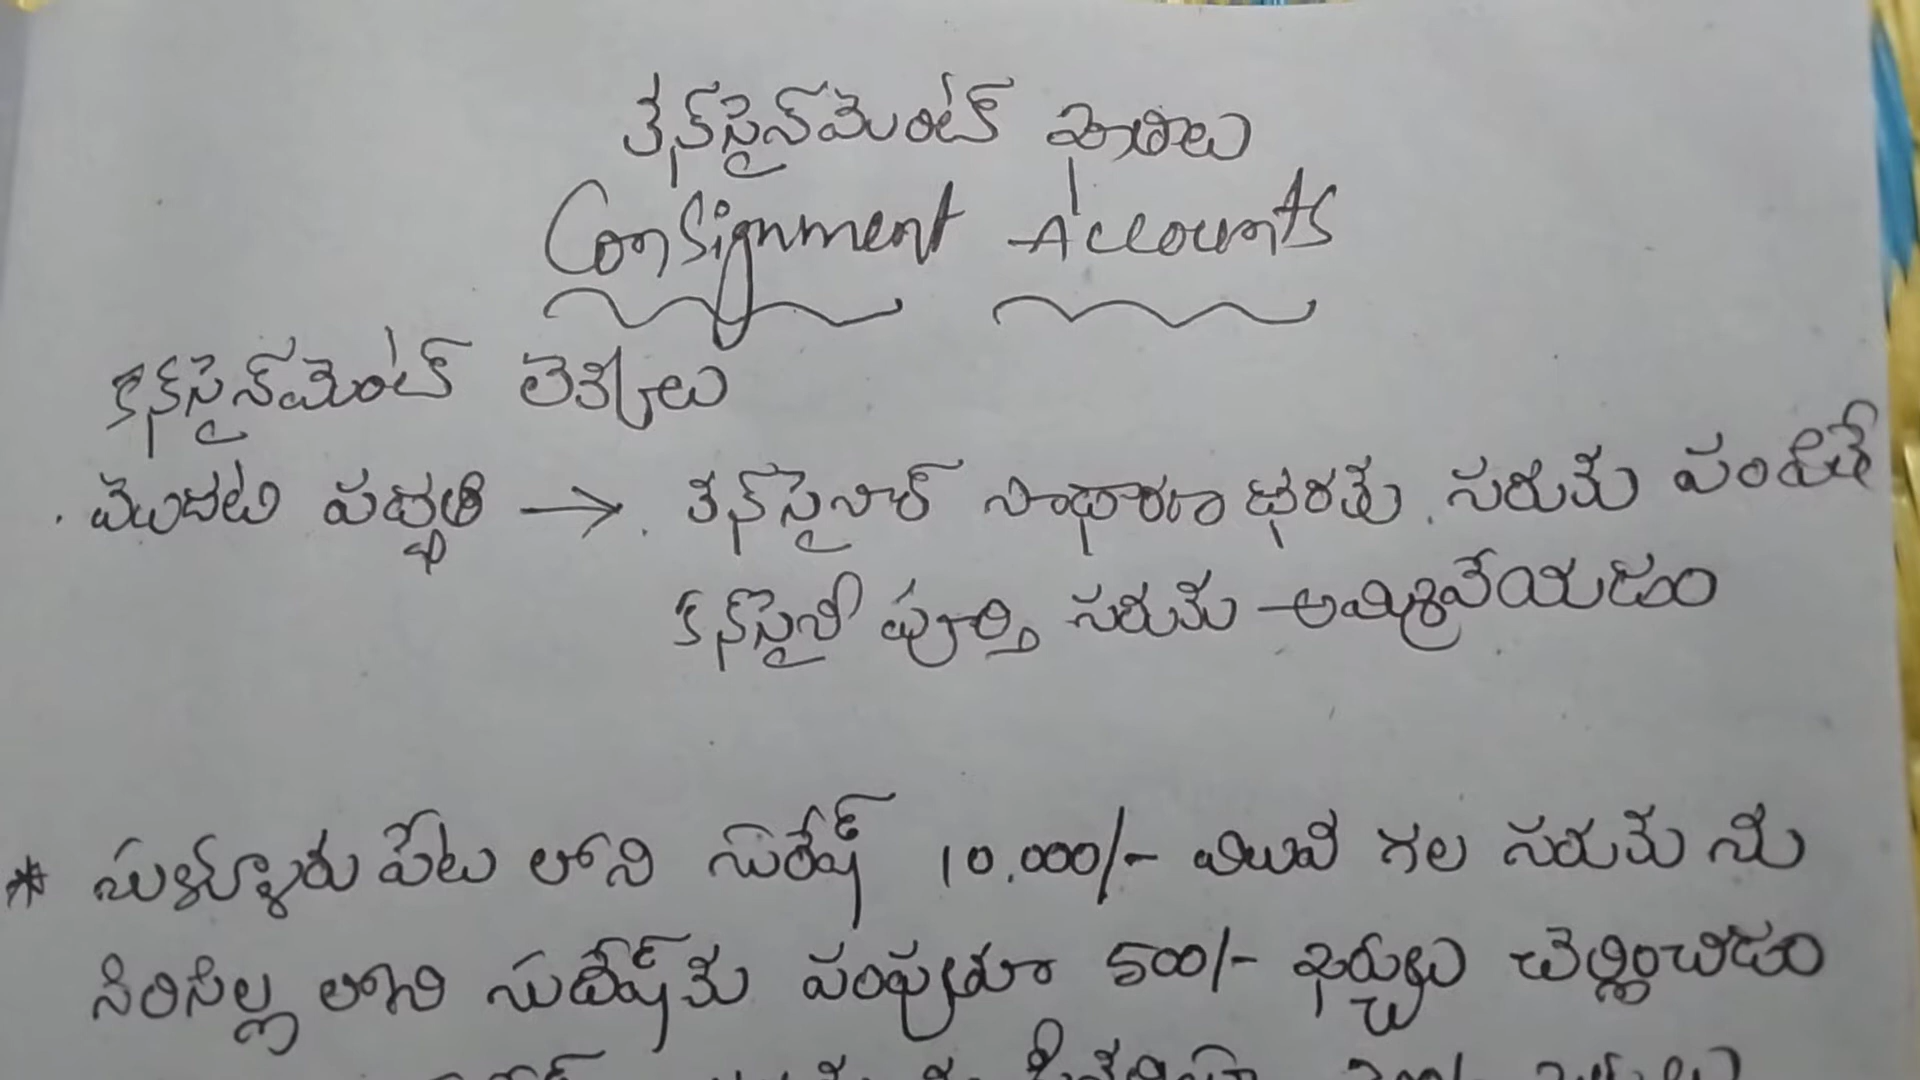 కన్‌సైన్‌మెంట్ ఖాతాలు
Consignment Accounts
కన్‌సైన్‌మెంట్ లెక్కలు
మొదటి పద్ధతి → కన్‌సైనార్ సాధారణ ధరకు సరుకు పంపితే
కన్‌సైనీ పూర్తి సరుకు అమ్మివేయడం
* సుళ్ళూరు పేట లోని సురేష్ 10.000/- విలువ గల సరుకు ను
సిరిసిల్ల లోని సుదేష్‌కు పంపుతూ 500/- ఖర్చులు చెల్లించడం